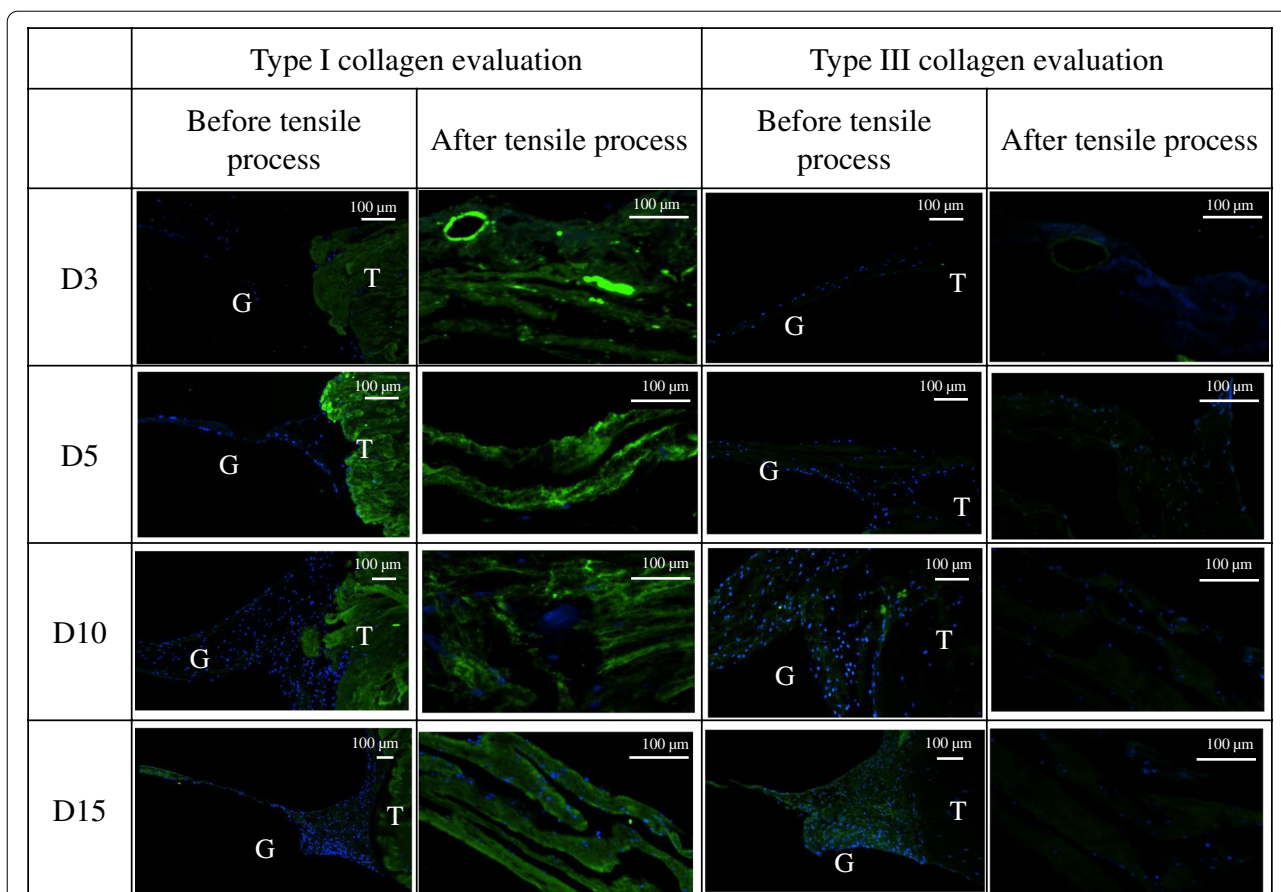 Type I collagen evaluation
Type III collagen evaluation
Before tensile
process
After tensile process
Before tensile
process
After tensile process
D3
100 µm
G
T
100 µm
100 µm
G
T
100 µm
D5
100 µm
G
T
100 µm
100 µm
G
T
100 µm
D10
100 µm
G
T
100 µm
100 µm
G
T
100 µm
D15
100 µm
G
T
100 µm
100 µm
G
T
100 µm